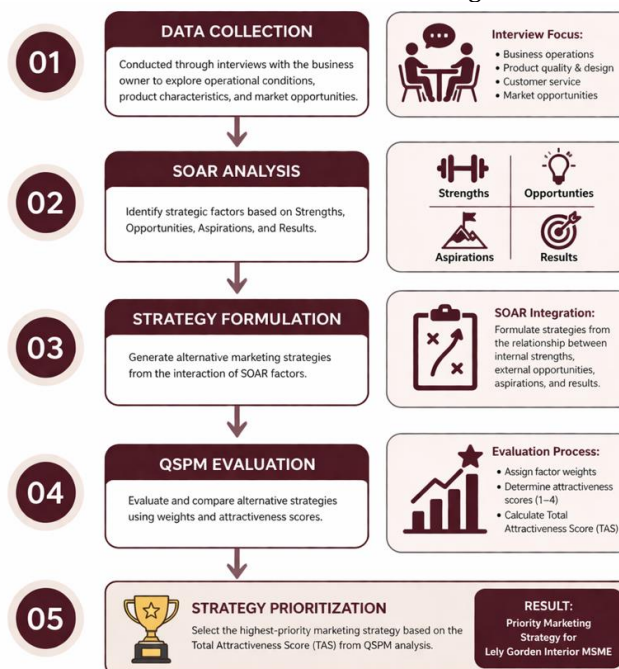 01
DATA COLLECTION
Conducted through interviews with the business
owner to explore operational conditions,
product characteristics, and market opportunities.
Interview Focus:
• Business operations
• Product quality & design
• Customer service
• Market opportunities
02
SOAR ANALYSIS
Identify strategic factors based on Strengths,
Opportunities, Aspirations, and Results.
Strengths
Opportunties
Aspirations
Results
03
STRATEGY FORMULATION
Generate alternative marketing strategies
from the interaction of SOAR factors.
SOAR Integration:
Formulate strategies from
the relationship between
internal strengths,
external opportunities,
aspirations, and results.
04
QSPM EVALUATION
Evaluate and compare alternative strategies
using weights and attractiveness scores.
Evaluation Process:
• Assign factor weights
• Determine attractiveness
scores (1–4)
• Calculate Total
Attractiveness Score (TAS)
05
STRATEGY PRIORITIZATION
Select the highest-priority marketing strategy based on the
Total Attractiveness Score (TAS) from QSPM analysis.
RESULT:
Priority Marketing
Strategy for
Lely Gorden Interior MSME